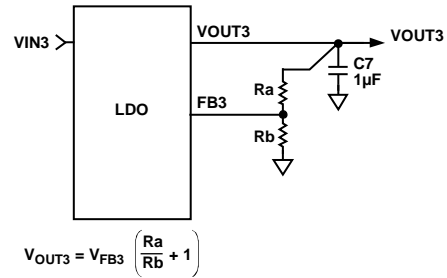 VIN3
VOUT3
VOUT3
C7
1µF
Ra
LDO
FB3
Rb
VOUT3 = VFB3 (Ra/Rb + 1)